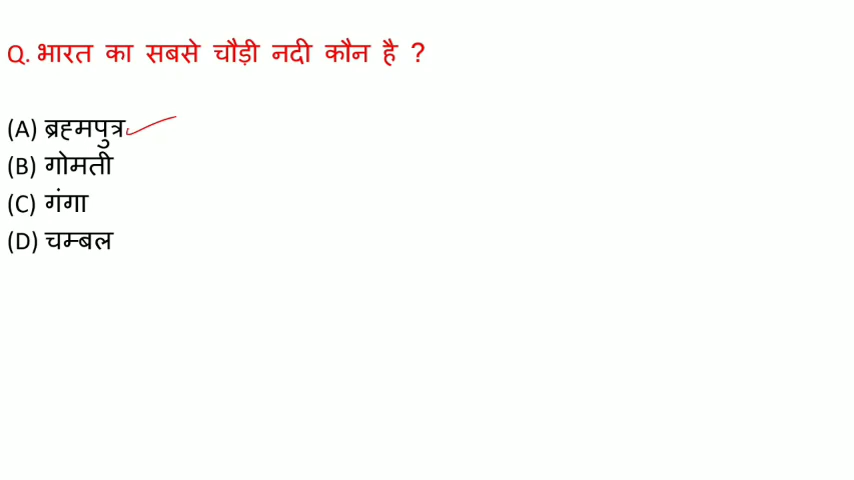 Q. भारत का सबसे चौड़ी नदी कौन है ?
(A) ब्रह्मपुत्र
(B) गोमती
(C) गंगा
(D) चम्बल